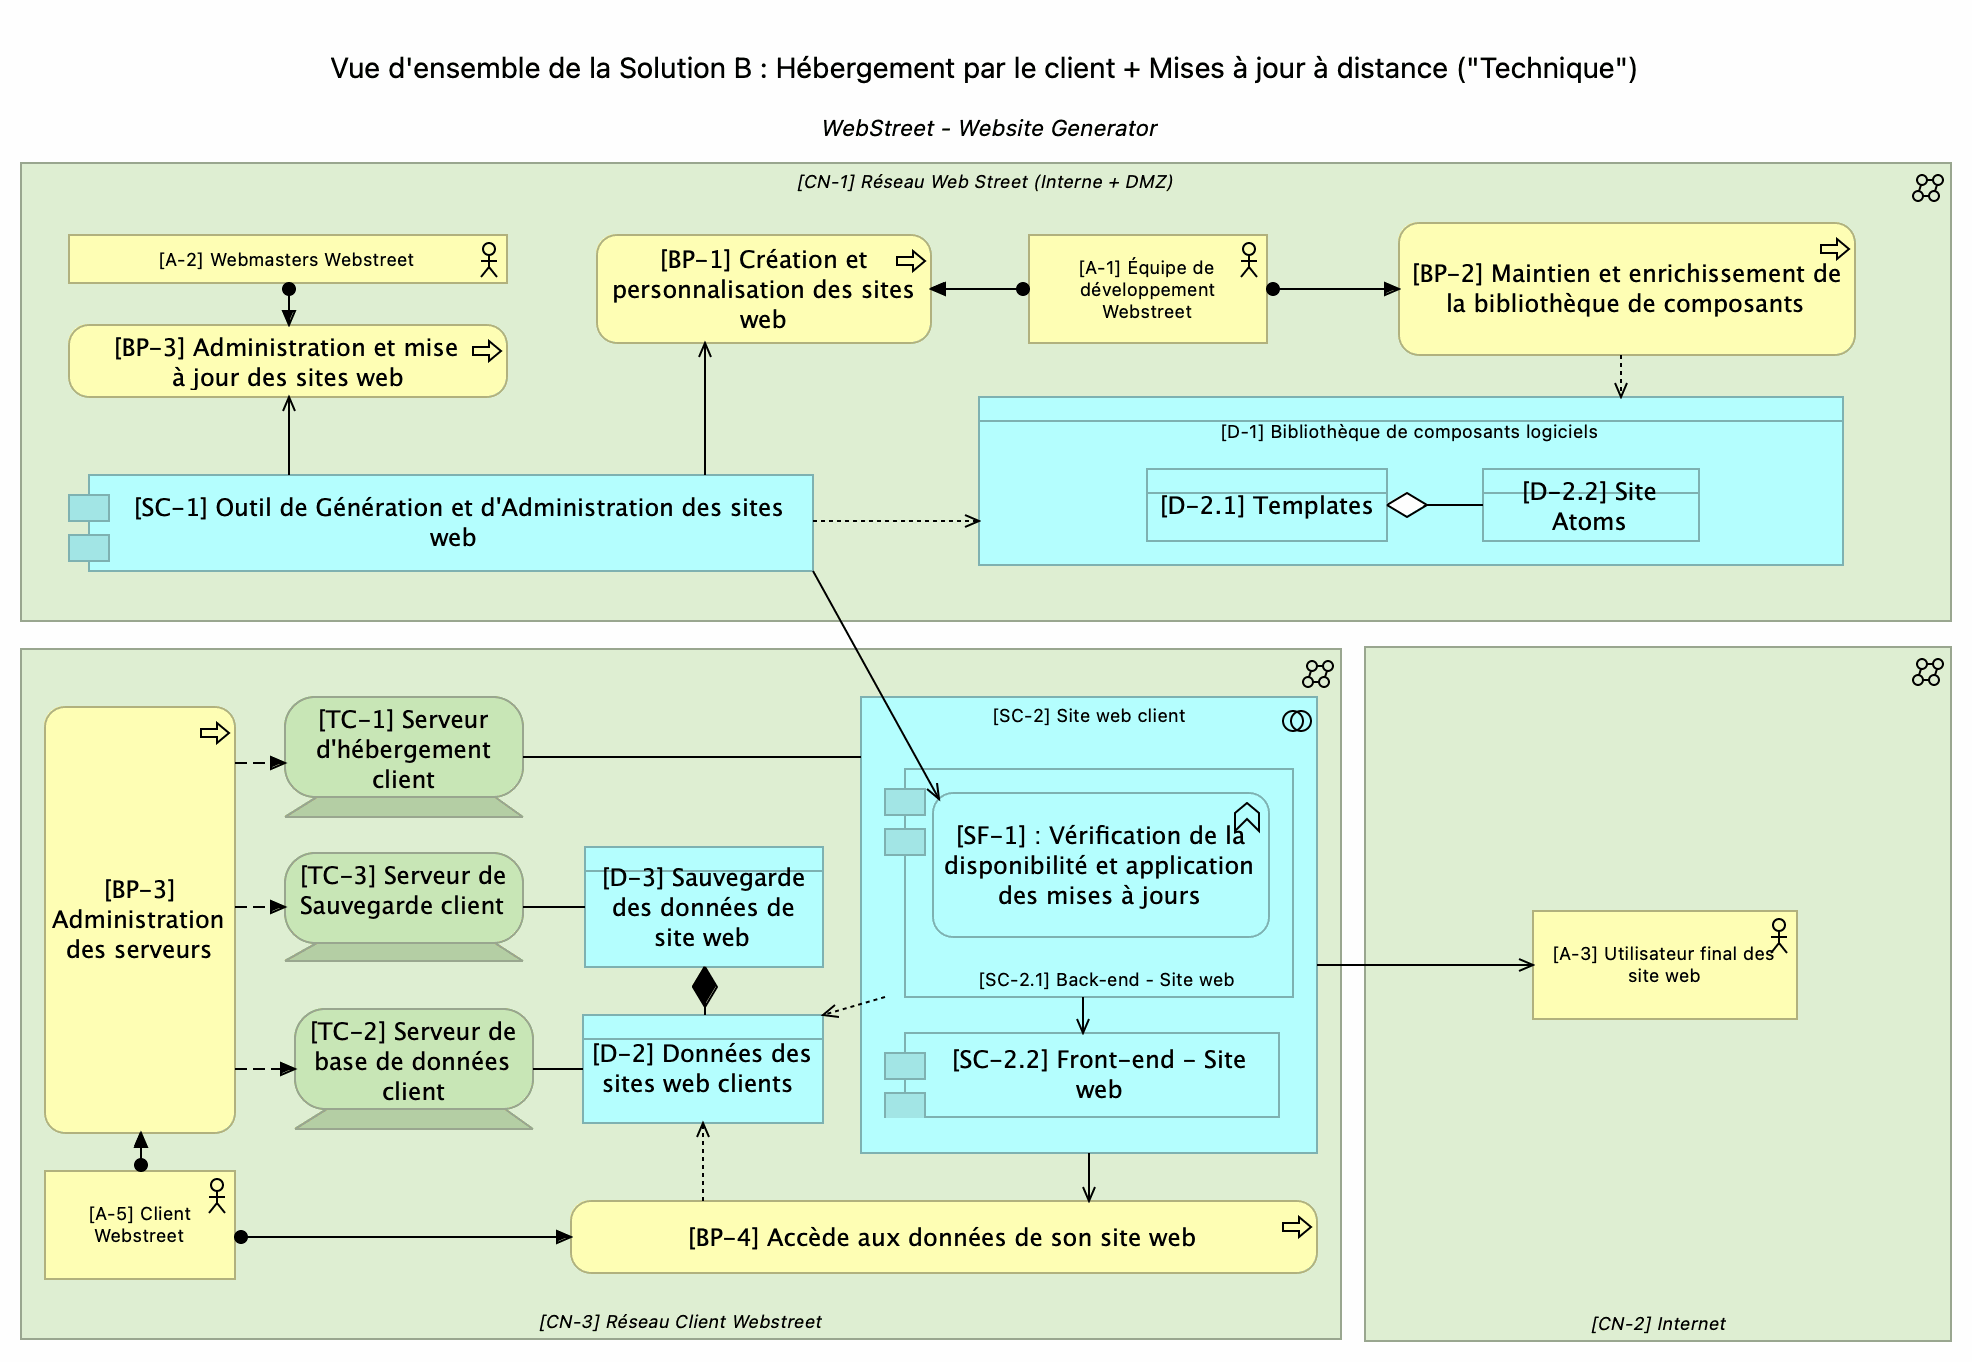 Vue d'ensemble de la Solution B : Hébergement par le client + Mises à jour à distance ("Technique")
WebStreet - Website Generator
[CN-1] Réseau Web Street (Interne + DMZ)
[A-2] Webmasters Webstreet
[BP-3] Administration et mise
à jour des sites web
[BP-1] Création et
personnalisation des sites
web
[A-1] Équipe de
développement
Webstreet
[BP-2] Maintien et enrichissement de
la bibliothèque de composants
[SC-1] Outil de Génération et d'Administration des sites
web
[D-1] Bibliothèque de composants logiciels
[D-2.1] Templates
[D-2.2] Site
Atoms
[BP-3]
Administration
des serveurs
[TC-1] Serveur
d'hébergement
client
[TC-3] Serveur de
Sauvegarde client
[TC-2] Serveur de
base de données
client
[D-3] Sauvegarde
des données de
site web
[D-2] Données des
sites web clients
[SC-2] Site web client
[SF-1] : Vérification de la
disponibilité et application
des mises à jours
[SC-2.1] Back-end - Site web
[SC-2.2] Front-end - Site
web
[A-5] Client
Webstreet
[BP-4] Accède aux données de son site web
[CN-3] Réseau Client Webstreet
[A-3] Utilisateur final des
site web
[CN-2] Internet